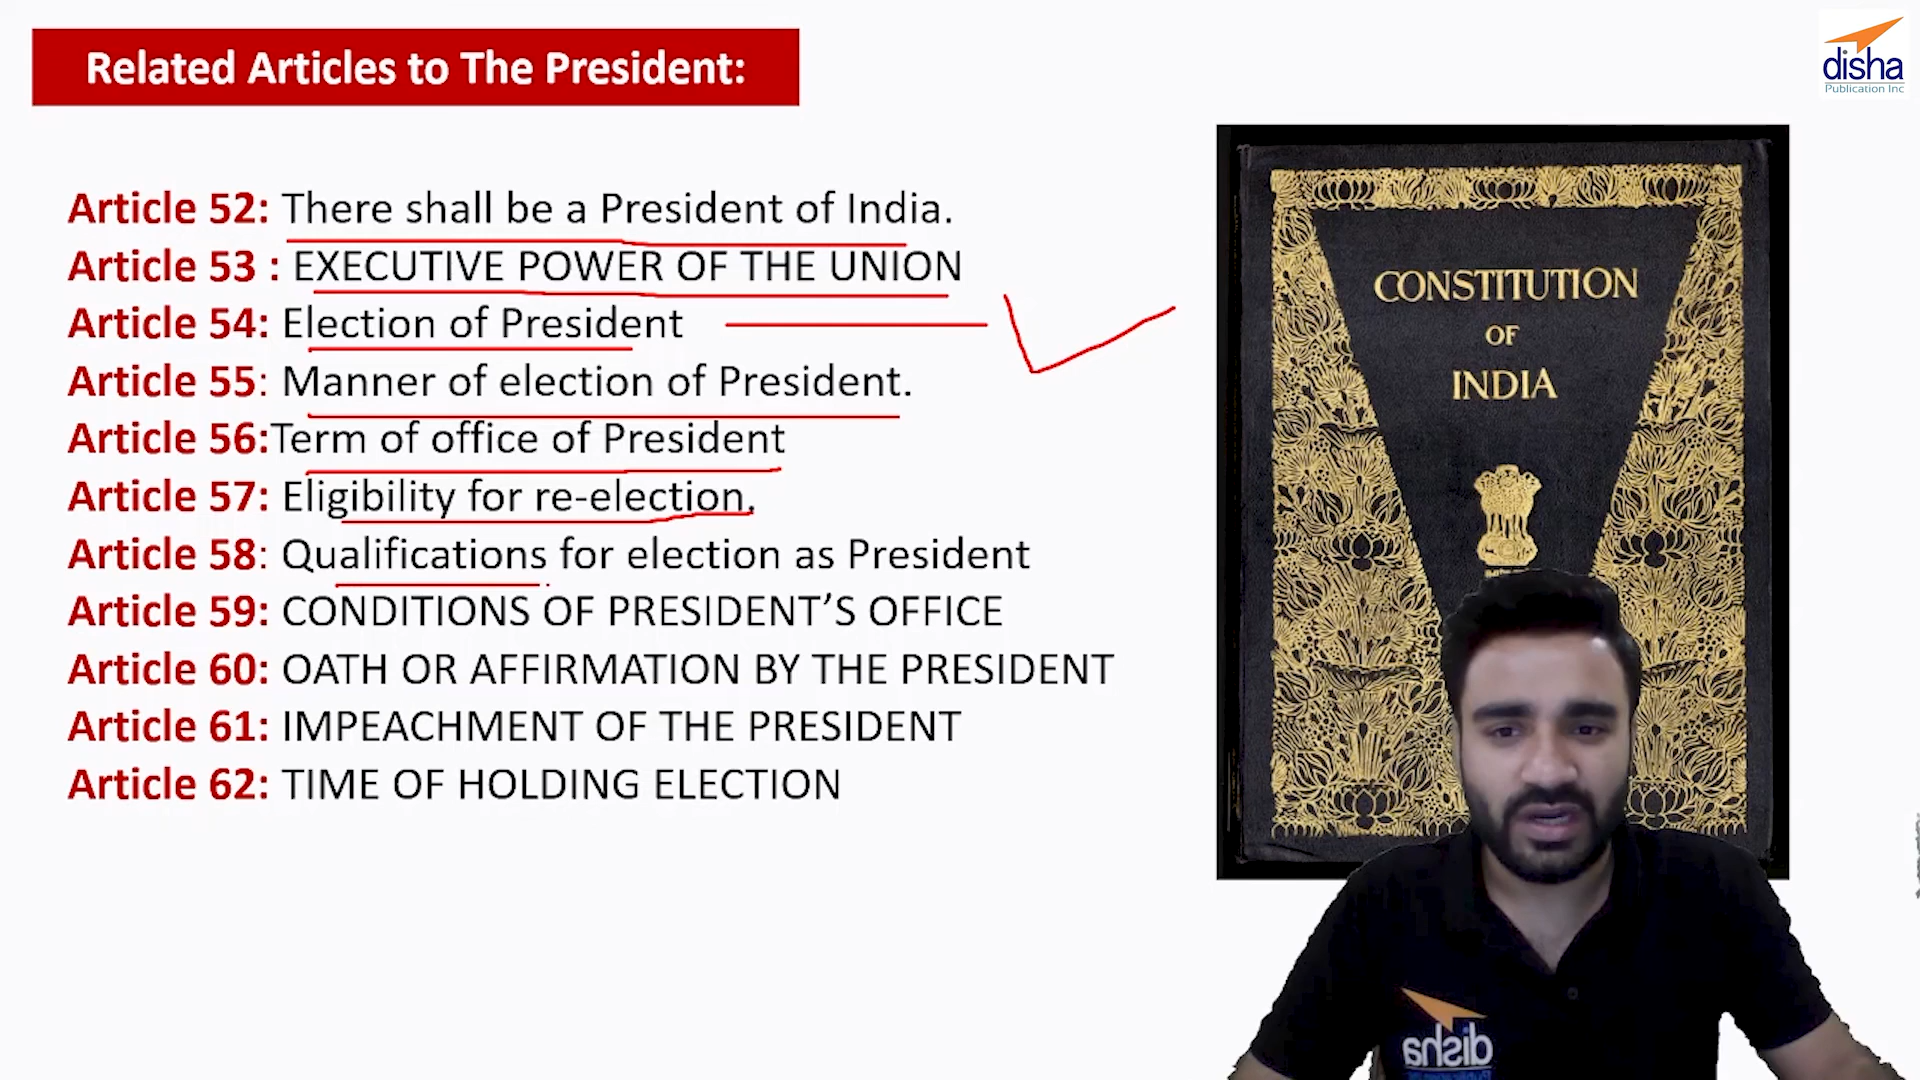 Related Articles to The President:
disha
Publication Inc
Article 52: There shall be a President of India.
Article 53 : EXECUTIVE POWER OF THE UNION
Article 54: Election of President
Article 55: Manner of election of President.
Article 56:Term of office of President
Article 57: Eligibility for re-election.
Article 58: Qualifications for election as President
Article 59: CONDITIONS OF PRESIDENT’S OFFICE
Article 60: OATH OR AFFIRMATION BY THE PRESIDENT
Article 61: IMPEACHMENT OF THE PRESIDENT
Article 62: TIME OF HOLDING ELECTION
CONSTITUTION
OF
INDIA
disha